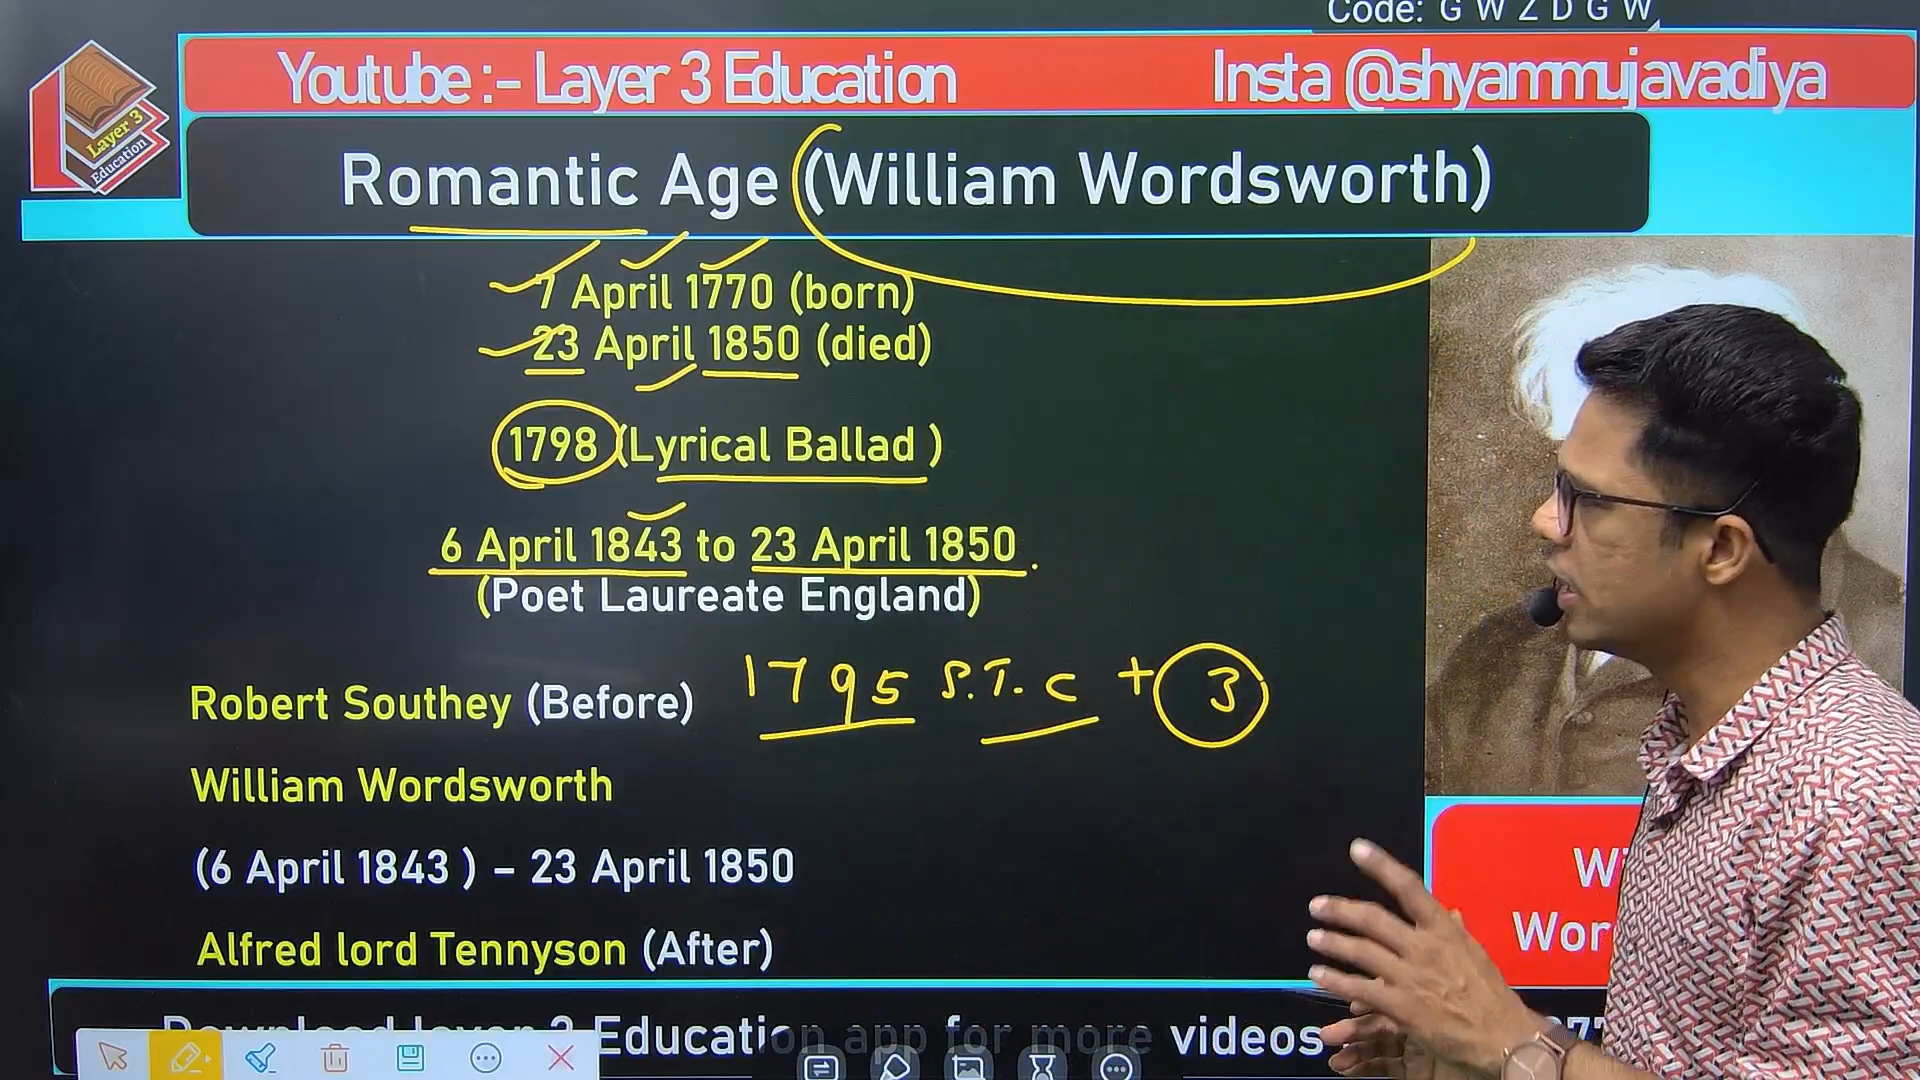 Code: G W Z D G W
Youtube :- Layer 3 Education
Insta @shyammujavadiya
Layer 3
Education
Romantic Age (William Wordsworth)
7 April 1770 (born)
23 April 1850 (died)
1798 (Lyrical Ballad )
6 April 1843 to 23 April 1850
(Poet Laureate England)
Robert Southey (Before) 1795 S.T.C + 3
William Wordsworth
(6 April 1843 ) – 23 April 1850
Alfred lord Tennyson (After)
Education app for more videos